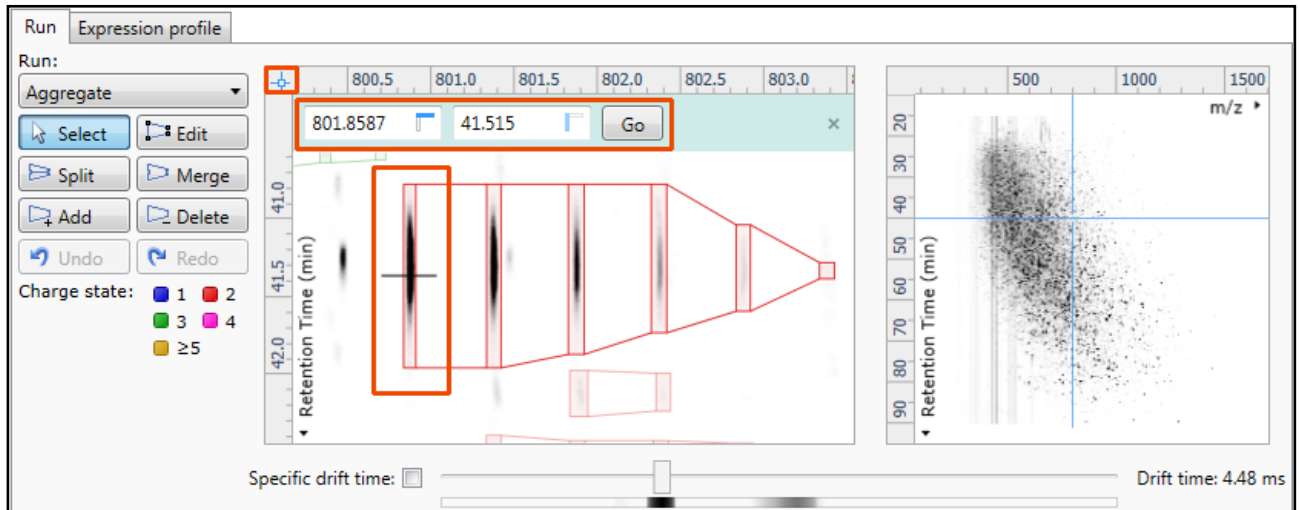 Run Expression profile
Run:
Aggregate
Select Edit
Split Merge
Add Delete
Undo Redo
Charge state: 1 2
3 4
≥5
800.5 801.0 801.5 802.0 802.5 803.0
801.8587 41.515 Go ×
41.0
41.5
42.0
Retention Time (min)
500 1000 1500
m/z
20
30
40
50
60
70
80
90
Retention Time (min)
Specific drift time: Drift time: 4.48 ms